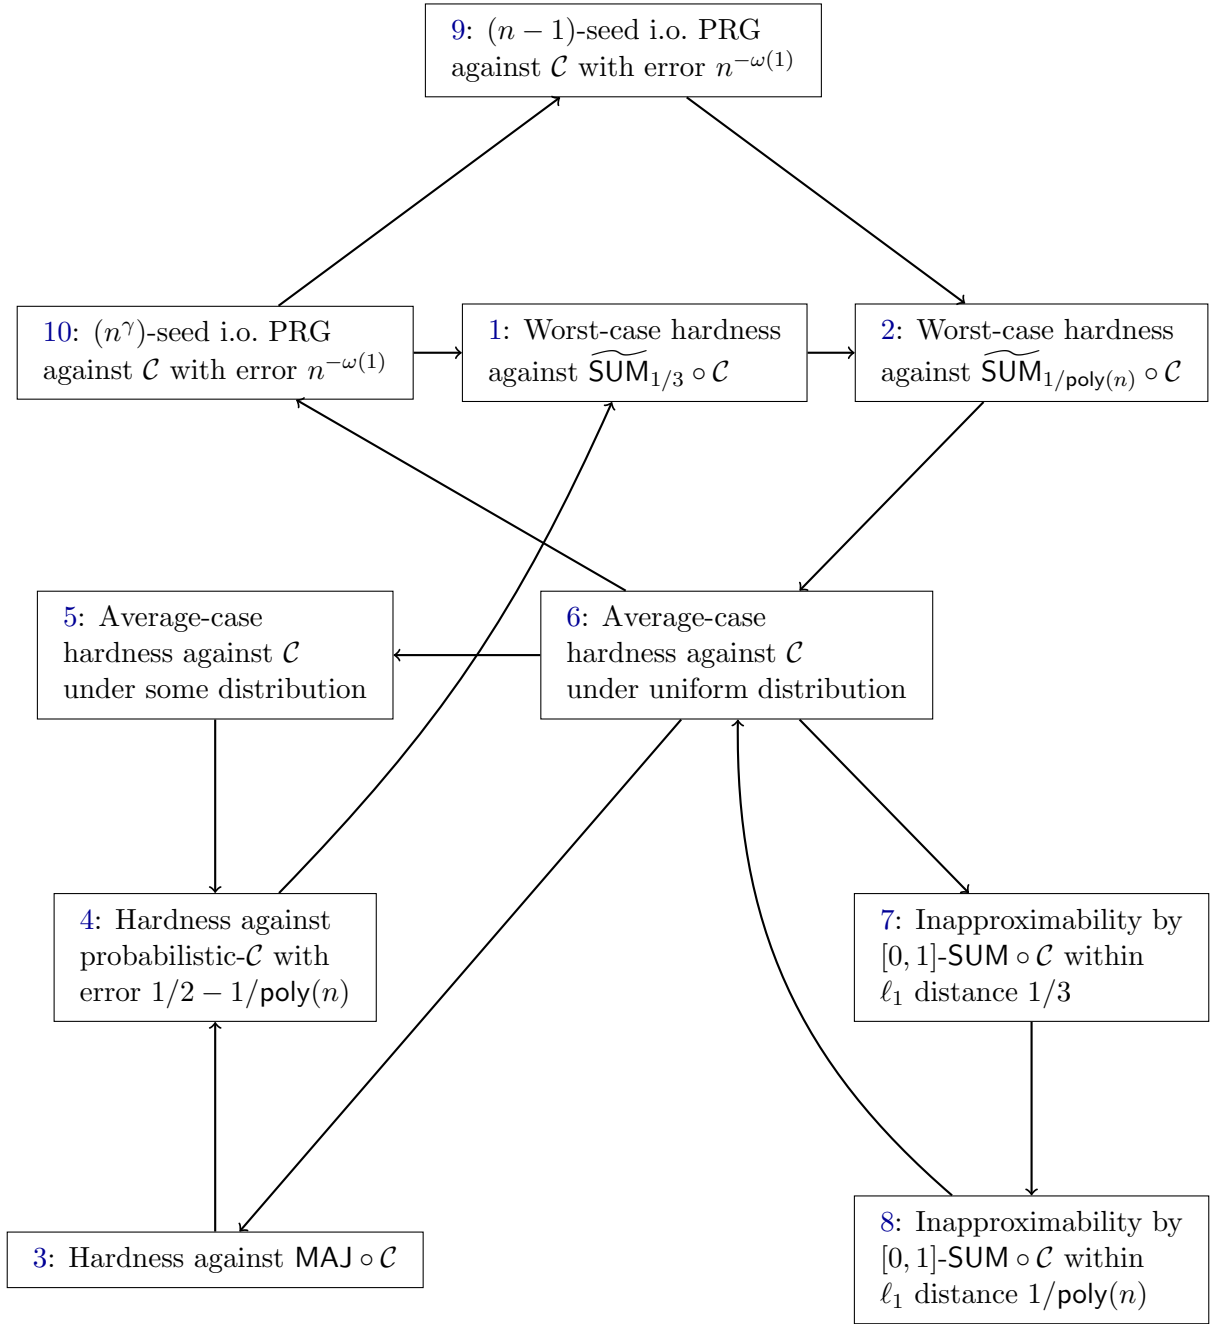 9: (n − 1)-seed i.o. PRG
against 𝒞 with error n^{−ω(1)}
10: (n^γ)-seed i.o. PRG
against 𝒞 with error n^{−ω(1)}
1: Worst-case hardness
against \widetilde{SUM}_{1/3} ∘ 𝒞
2: Worst-case hardness
against \widetilde{SUM}_{1/poly(n)} ∘ 𝒞
5: Average-case
hardness against 𝒞
under some distribution
6: Average-case
hardness against 𝒞
under uniform distribution
4: Hardness against
probabilistic-𝒞 with
error 1/2 − 1/poly(n)
7: Inapproximability by
[0, 1]-SUM ∘ 𝒞 within
ℓ₁ distance 1/3
3: Hardness against MAJ ∘ 𝒞
8: Inapproximability by
[0, 1]-SUM ∘ 𝒞 within
ℓ₁ distance 1/poly(n)